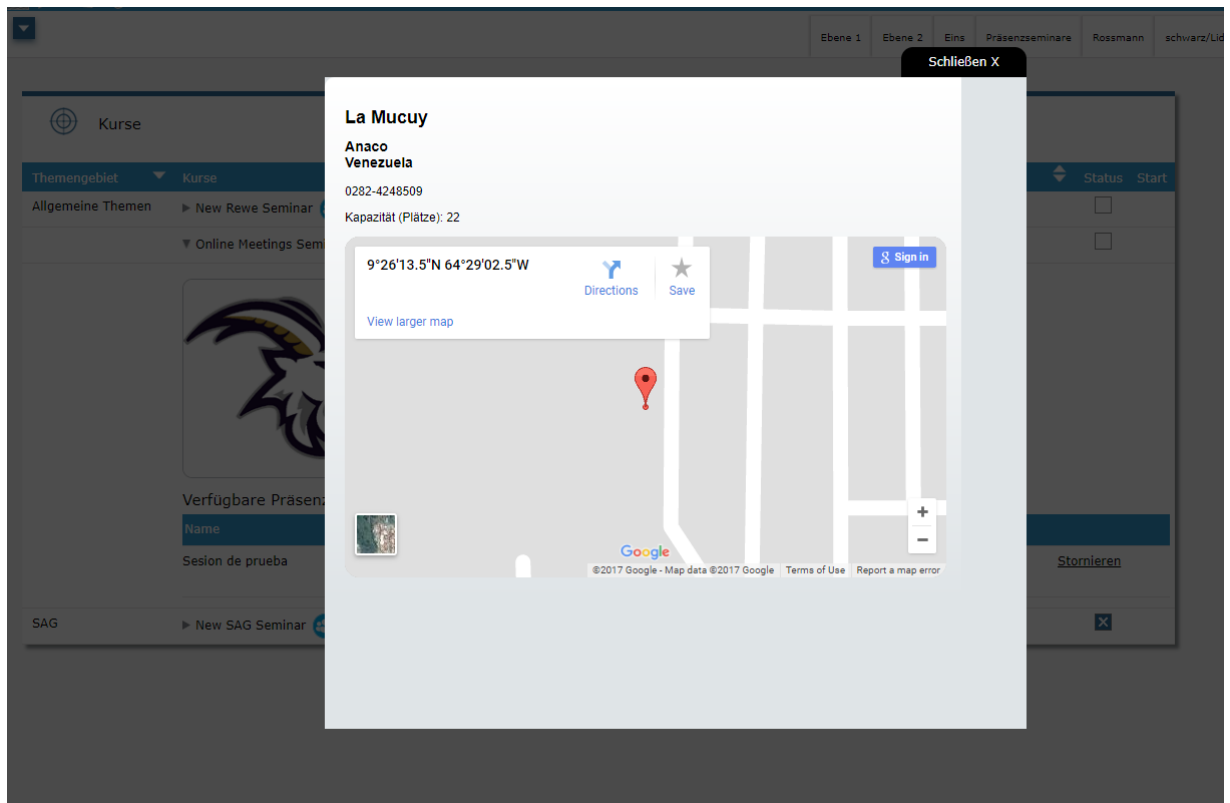 Ebene 1 Ebene 2 Eins Präsenzseminare Rossmann schwarz/Lid
Schließen X
Kurse
Themengebiet Kurse Status Start
Allgemeine Themen New Rewe Seminar
Online Meetings Semi
La Mucuy
Anaco
Venezuela
0282-4248509
Kapazität (Plätze): 22
9°26'13.5"N 64°29'02.5"W
Directions Save
View larger map
8 Sign in
Google
©2017 Google - Map data ©2017 Google Terms of Use Report a map error
+
−
Verfügbare Präsenz
Name
Sesion de prueba Stornieren
SAG New SAG Seminar